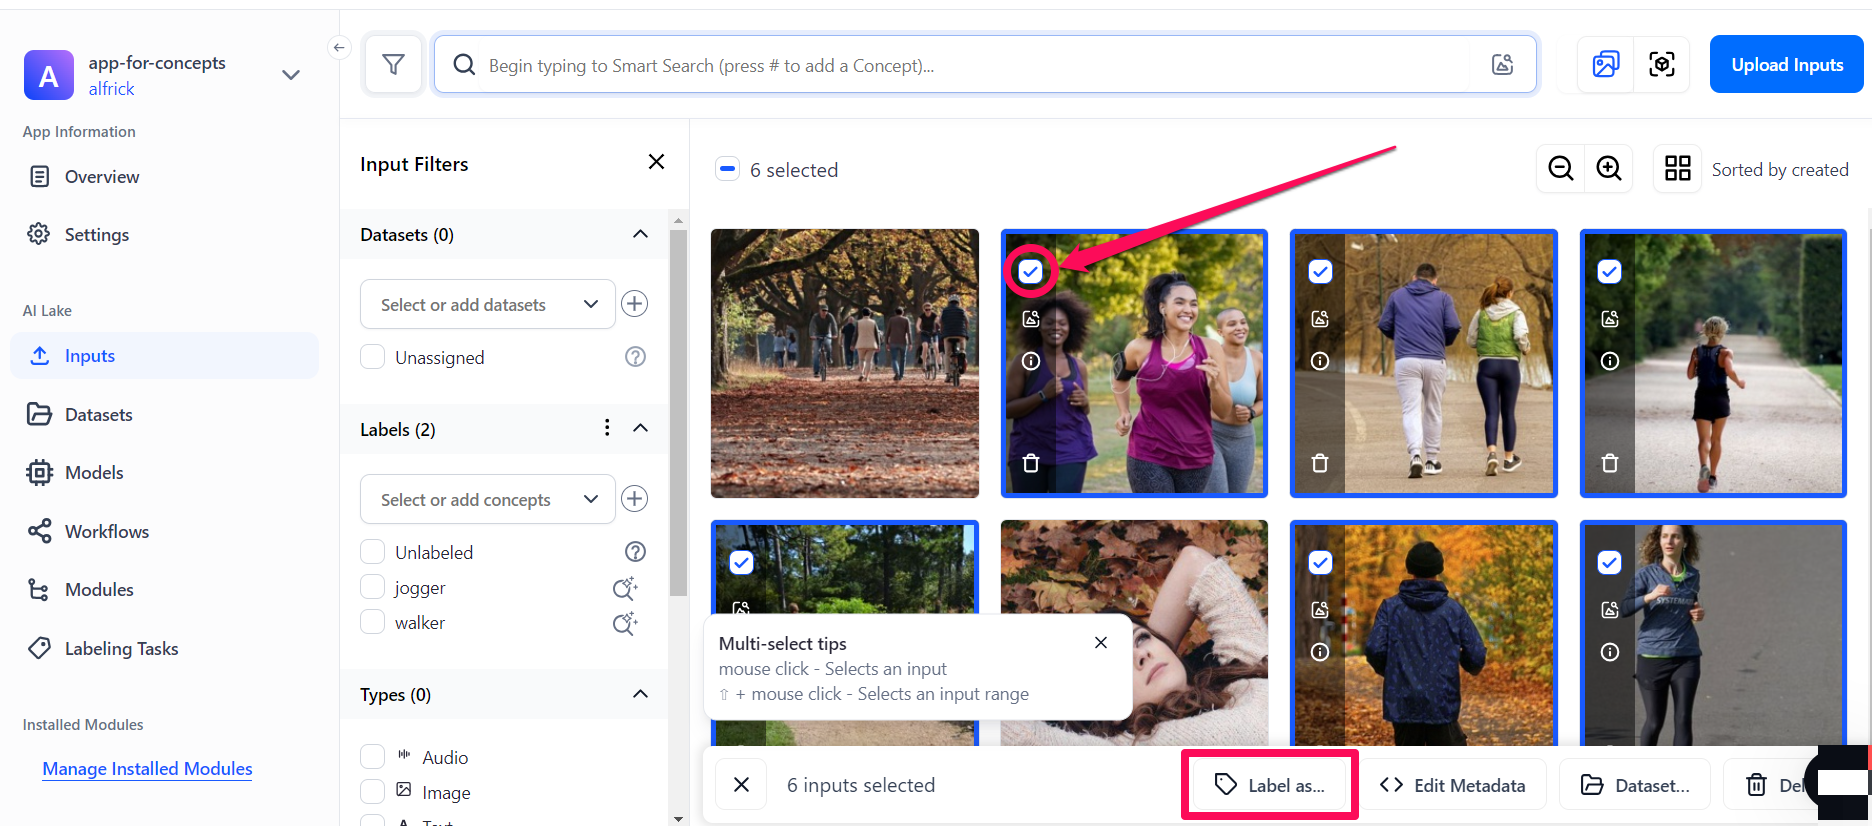 A
app-for-concepts
alfrick
App Information
Overview
Settings
AI Lake
Inputs
Datasets
Models
Workflows
Modules
Labeling Tasks
Installed Modules
Manage Installed Modules
Begin typing to Smart Search (press # to add a Concept)...
Upload Inputs
Input Filters
Datasets (0)
Select or add datasets
Unassigned
Labels (2)
Select or add concepts
Unlabeled
jogger
walker
Types (0)
Audio
Image
6 selected
Sorted by created
Multi-select tips
mouse click - Selects an input
⇧ + mouse click - Selects an input range
6 inputs selected
Label as...
Edit Metadata
Dataset...